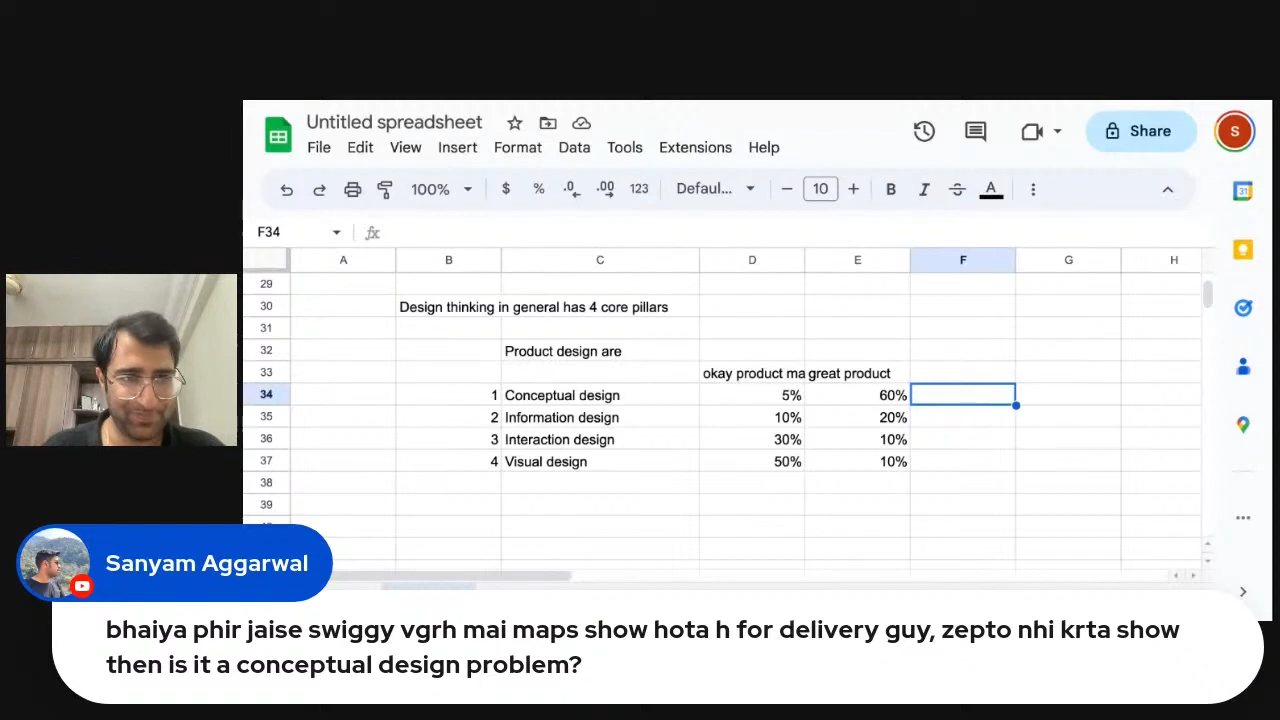 Untitled spreadsheet
File Edit View Insert Format Data Tools Extensions Help
Share
S
100% $ % .0 .00 123 Defaul... 10 B I A
31
F34 fx
A B C D E F G H
29
30 Design thinking in general has 4 core pillars
31
32 Product design are
33 okay product ma great product
34 1 Conceptual design 5% 60%
35 2 Information design 10% 20%
36 3 Interaction design 30% 10%
37 4 Visual design 50% 10%
38
39
Sanyam Aggarwal
bhaiya phir jaise swiggy vgrh mai maps show hota h for delivery guy, zepto nhi krta show
then is it a conceptual design problem?